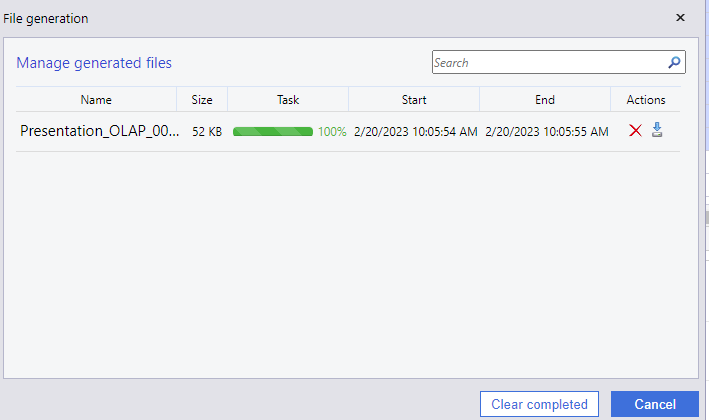 File generation
Manage generated files
Search
Name Size Task Start End Actions
Presentation_OLAP_00... 52 KB 100% 2/20/2023 10:05:54 AM 2/20/2023 10:05:55 AM
Clear completed Cancel